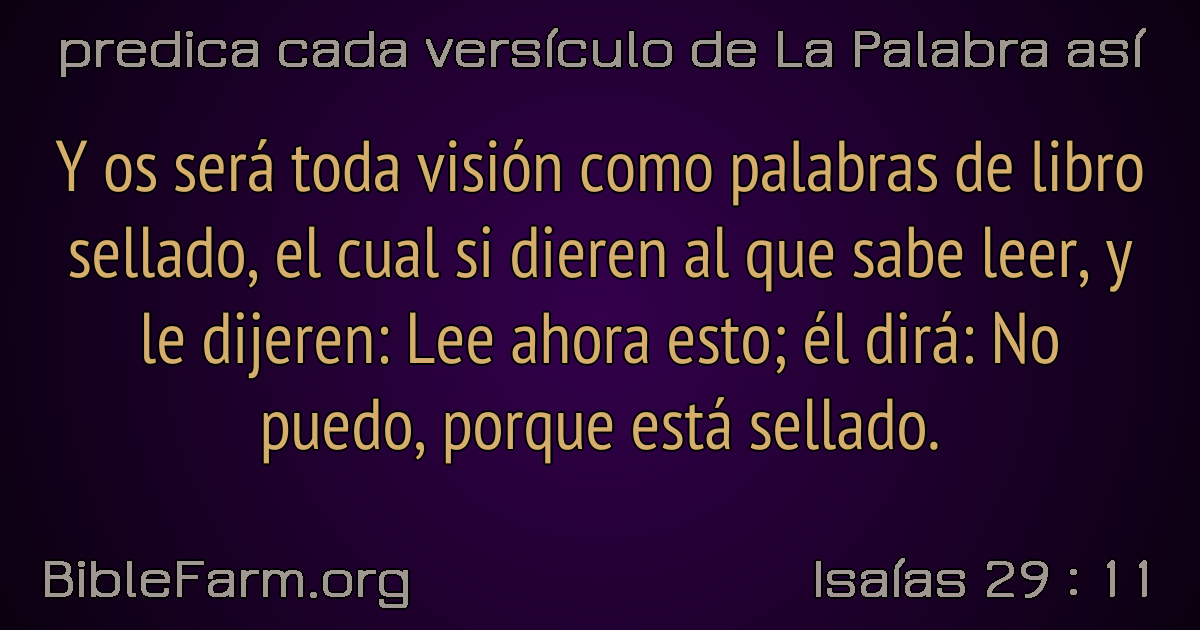 predica cada versículo de La Palabra así
Y os será toda visión como palabras de libro
sellado, el cual si dieren al que sabe leer, y
le dijeren: Lee ahora esto; él dirá: No
puedo, porque está sellado.
BibleFarm.org
Isaías 29 : 11